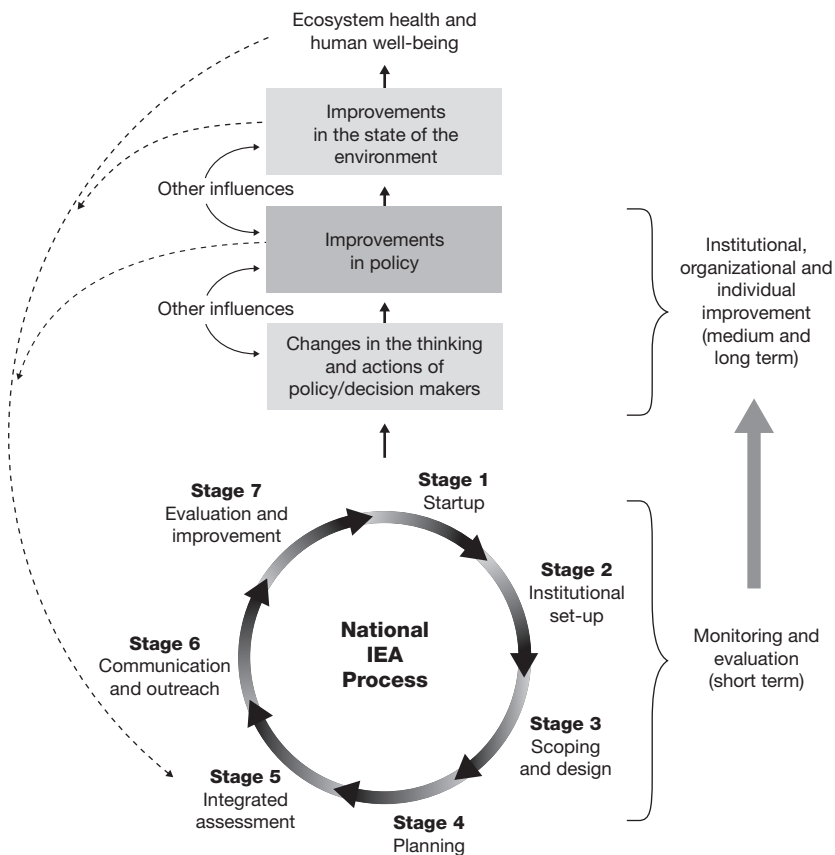 Ecosystem health and
human well-being
Improvements
in the state of the
environment
Other influences
Improvements
in policy
Other influences
Changes in the thinking
and actions of
policy/decision makers
Institutional,
organizational and
individual
improvement
(medium and
long term)
Stage 1
Startup
Stage 2
Institutional
set-up
Stage 3
Scoping
and design
Stage 4
Planning
Stage 5
Integrated
assessment
Stage 6
Communication
and outreach
Stage 7
Evaluation and
improvement
National
IEA
Process
Monitoring and
evaluation
(short term)